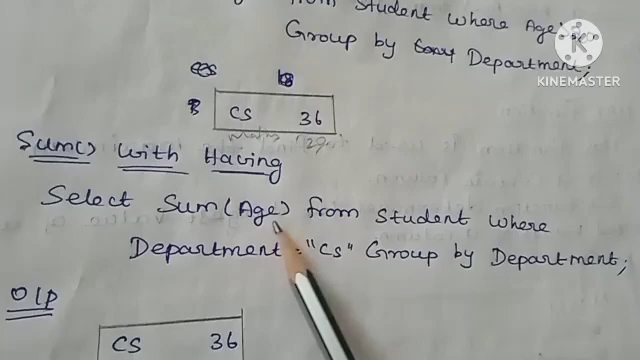 from Student where Age
Group by Department;
KINEMASTER
CS 36
Sum() with Having
Select Sum(Age) from Student where
Department = "CS" Group by Department;
O/P
CS 36